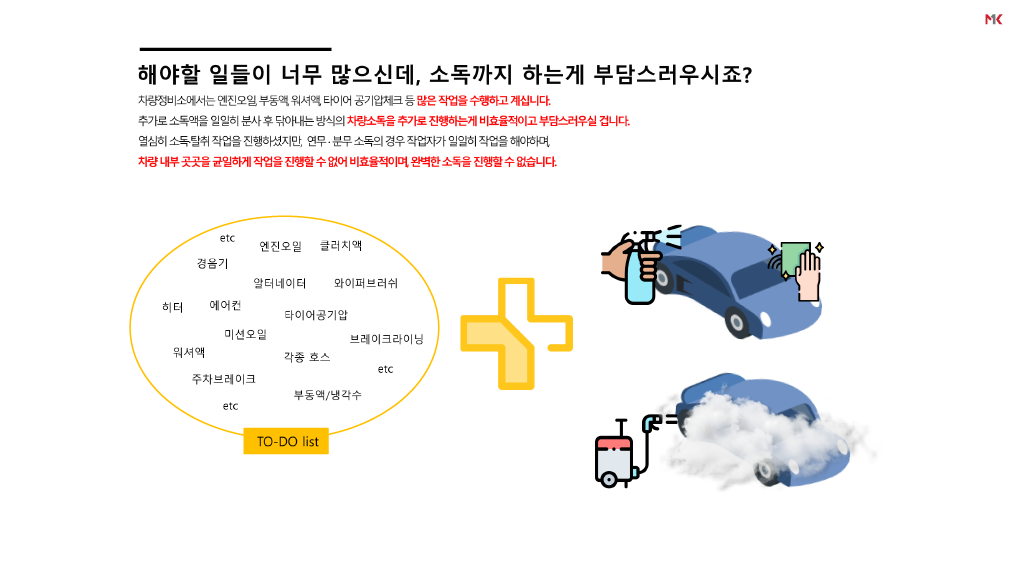 MK
해야할 일들이 너무 많으신데, 소독까지 하는게 부담스러우시죠?
차량정비소에서는 엔진오일, 부동액, 워셔액, 타이어 공기압체크 등 많은 작업을 수행하고 계십니다.
추가로 소독액을 일일히 분사 후 닦아내는 방식의 차량소독을 추가로 진행하는게 비효율적이고 부담스러우실 겁니다.
열심히 소독·탈취 작업을 진행하셨지만, 연무 · 분무 소독의 경우 작업자가 일일히 작업을 해야하며,
차량 내부 곳곳을 균일하게 작업을 진행할 수 없어 비효율적이며, 완벽한 소독을 진행할 수 없습니다.
etc
엔진오일
클러치액
경음기
알터네이터
와이퍼브러쉬
히터
에어컨
타이어공기압
미션오일
브레이크라이닝
워셔액
각종 호스
etc
주차브레이크
부동액/냉각수
etc
TO-DO list